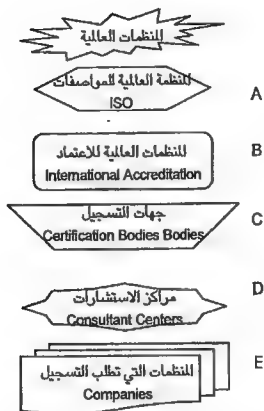 المنظمات العالمية
المنظمة العالمية للمواصفات
ISO
A
المنظمات العالمية للاعتماد
International Accreditation
B
جهات التسجيل
Certification Bodies Bodies
C
مراكز الاستشارات
Consultant Centers
D
المنظمات التي تطلب التسجيل
Companies
E